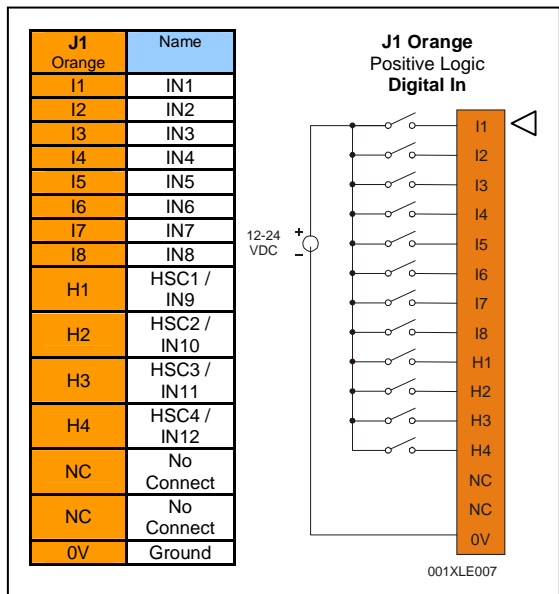 J1 Name
Orange
I1 IN1
I2 IN2
I3 IN3
I4 IN4
I5 IN5
I6 IN6
I7 IN7
I8 IN8
H1 HSC1 /
IN9
H2 HSC2 /
IN10
H3 HSC3 /
IN11
H4 HSC4 /
IN12
NC No
Connect
NC No
Connect
0V Ground
J1 Orange
Positive Logic
Digital In
12-24
VDC
+
–
I1
I2
I3
I4
I5
I6
I7
I8
H1
H2
H3
H4
NC
NC
0V
001XLE007